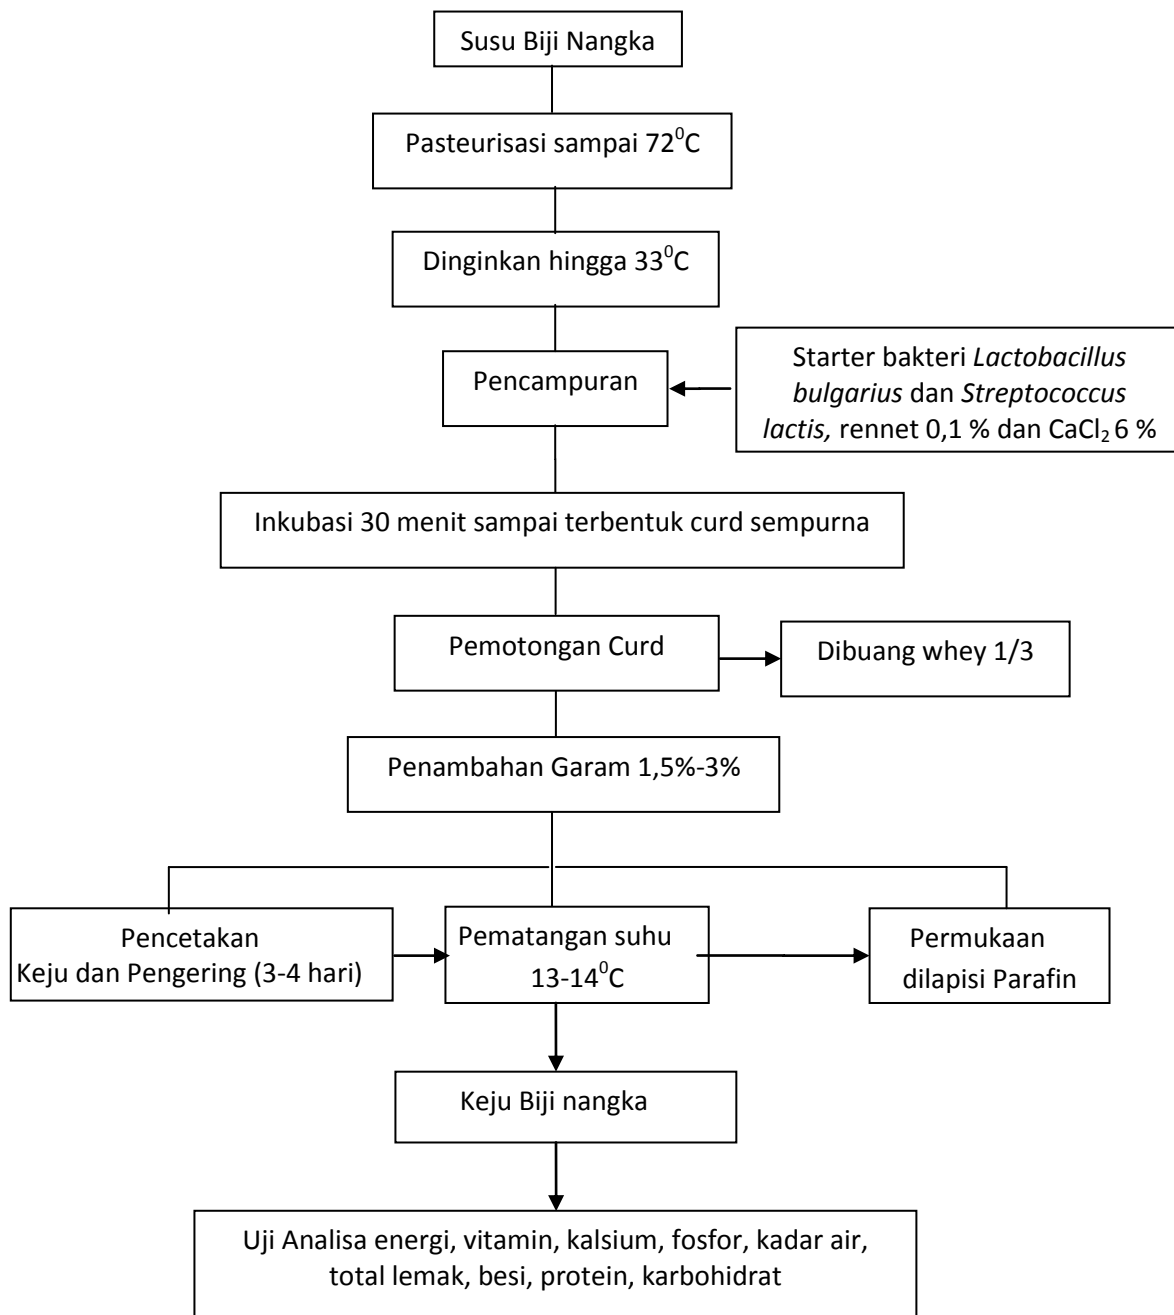 Susu Biji Nangka
Pasteurisasi sampai 72⁰C
Dinginkan hingga 33⁰C
Pencampuran
Starter bakteri Lactobacillus
bulgarius dan Streptococcus
lactis, rennet 0,1 % dan CaCl₂ 6 %
Inkubasi 30 menit sampai terbentuk curd sempurna
Pemotongan Curd
Dibuang whey 1/3
Penambahan Garam 1,5%-3%
Pencetakan
Keju dan Pengering (3-4 hari)
Pematangan suhu
13-14⁰C
Permukaan
dilapisi Parafin
Keju Biji nangka
Uji Analisa energi, vitamin, kalsium, fosfor, kadar air,
total lemak, besi, protein, karbohidrat